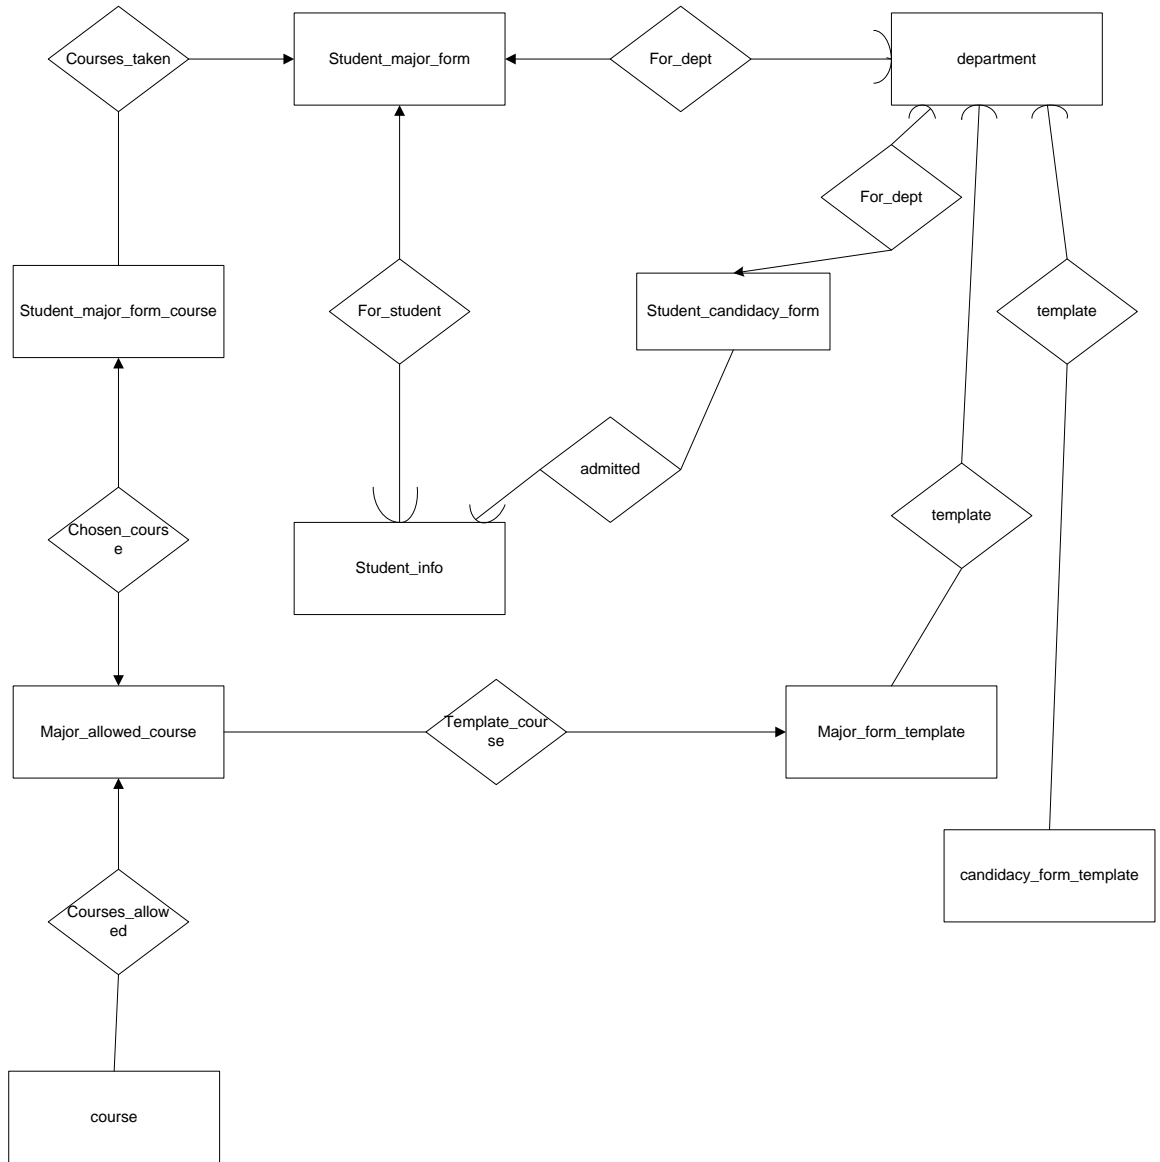 Courses_taken
Student_major_form
For_dept
department
For_dept
Student_major_form_course
For_student
Student_candidacy_form
template
admitted
template
Chosen_cours
e
Student_info
Major_allowed_course
Template_cour
se
Major_form_template
candidacy_form_template
Courses_allow
ed
course